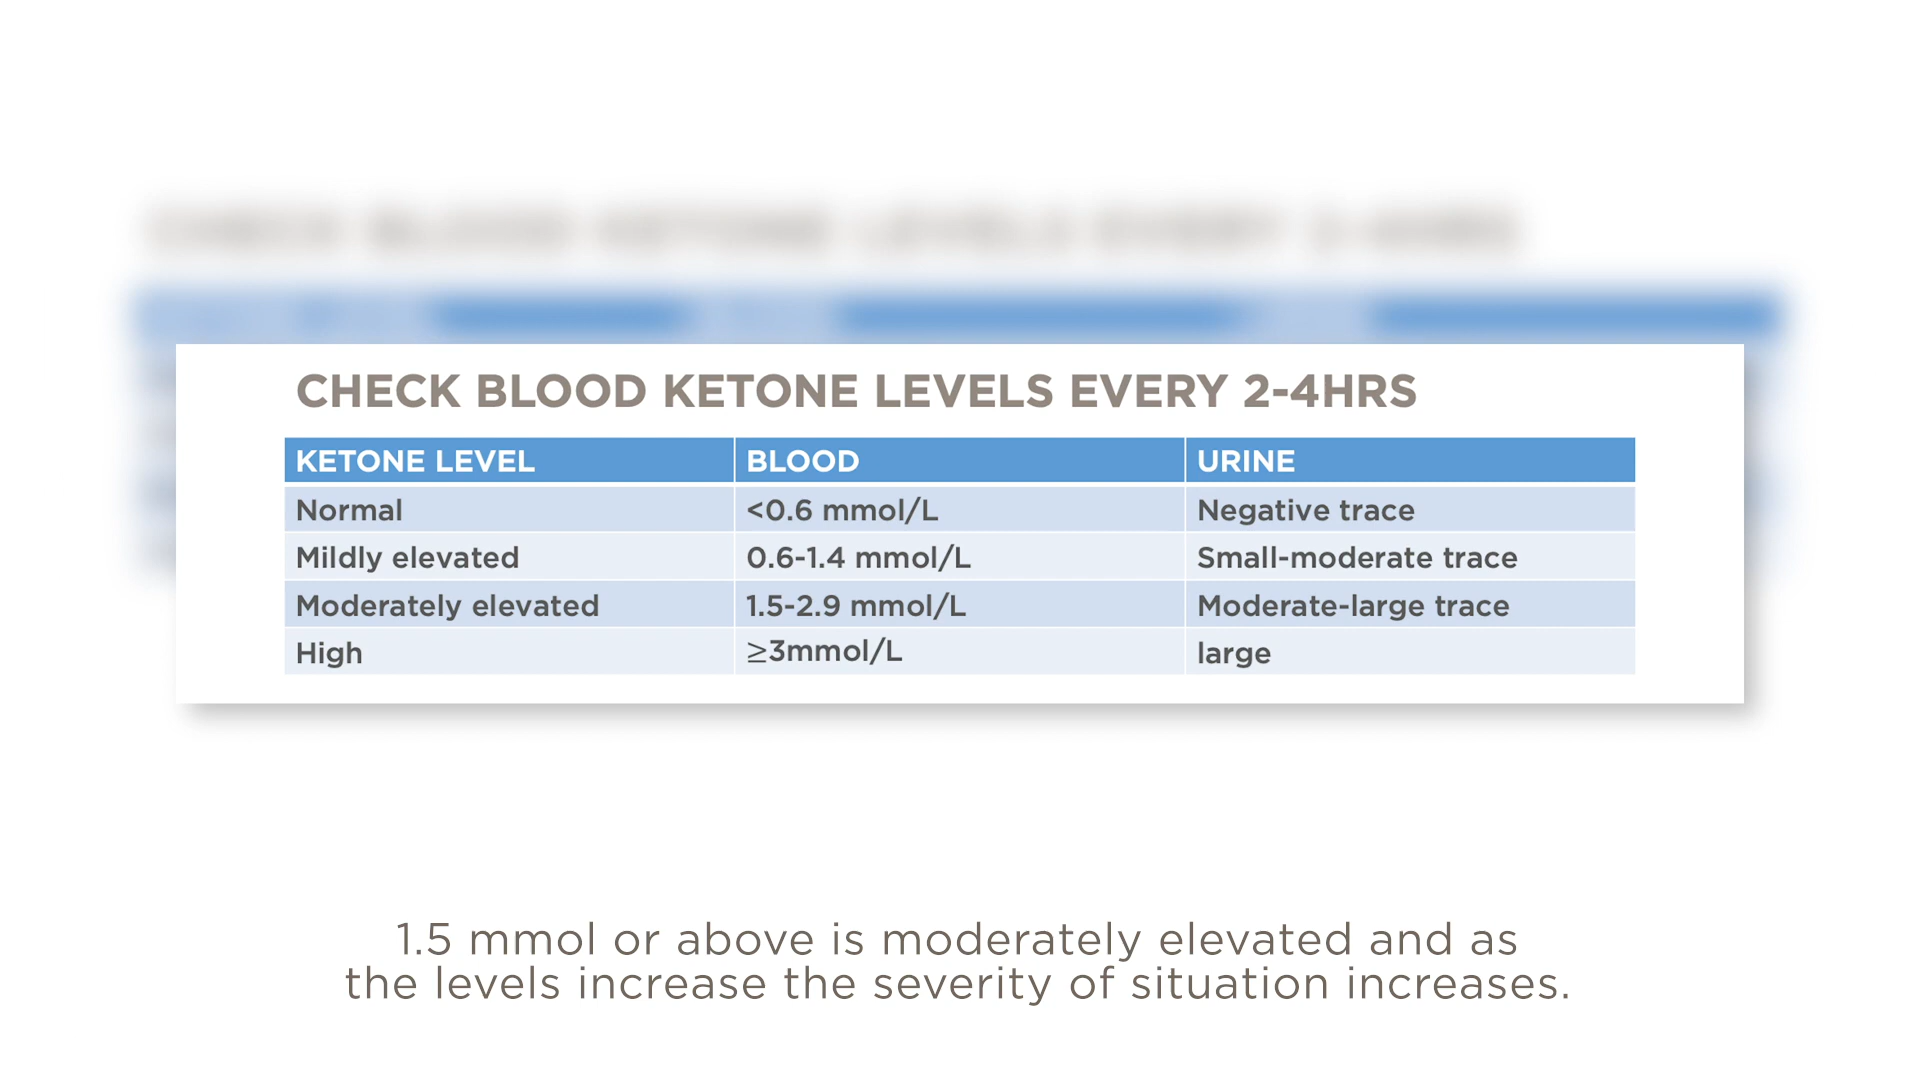 CHECK BLOOD KETONE LEVELS EVERY 2-4HRS
KETONE LEVEL BLOOD URINE
Normal <0.6 mmol/L Negative trace
Mildly elevated 0.6-1.4 mmol/L Small-moderate trace
Moderately elevated 1.5-2.9 mmol/L Moderate-large trace
High ≥3mmol/L large
1.5 mmol or above is moderately elevated and as
the levels increase the severity of situation increases.